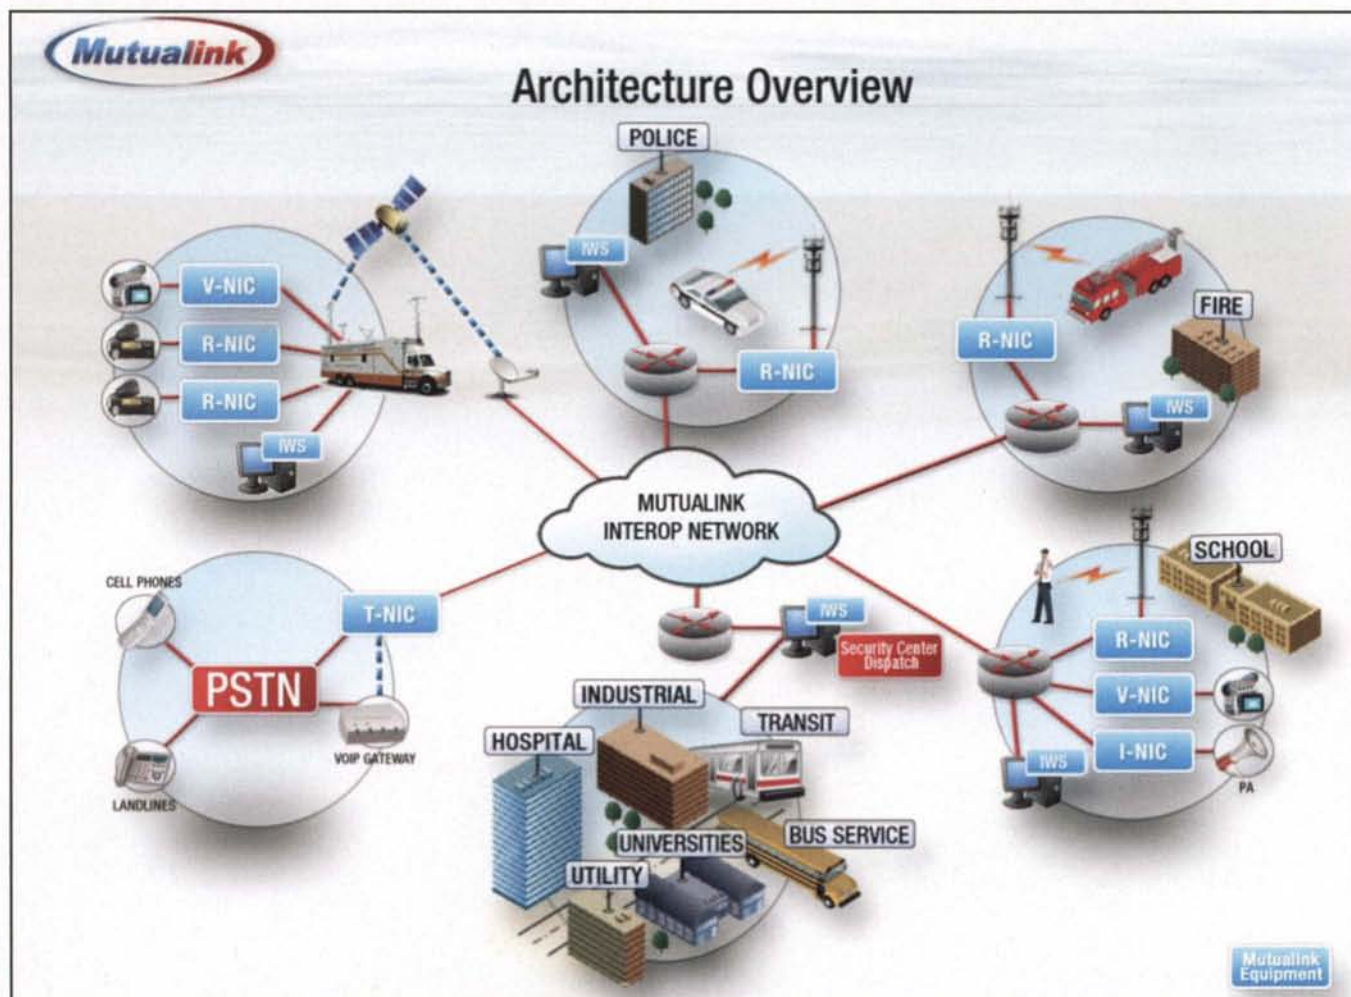 Mutualink
Architecture Overview
POLICE
IWS
R-NIC
V-NIC
R-NIC
R-NIC
IWS
R-NIC
FIRE
IWS
MUTUALINK
INTEROP NETWORK
CELL PHONES
T-NIC
PSTN
VOIP GATEWAY
LANDLINES
IWS
Security Center
Dispatch
INDUSTRIAL
TRANSIT
HOSPITAL
UNIVERSITIES
BUS SERVICE
UTILITY
SCHOOL
R-NIC
V-NIC
I-NIC
IWS
PA
Mutualink
Equipment